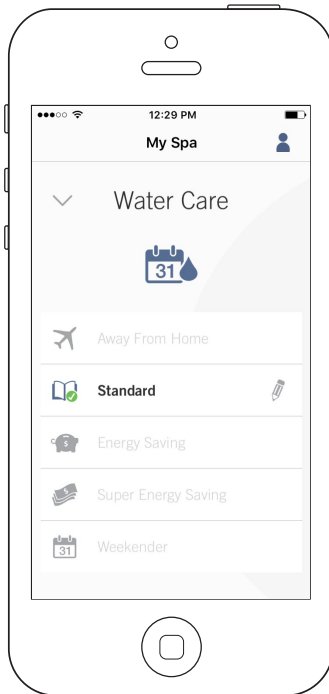 12:29 PM
My Spa
Water Care
31
Away From Home
Standard
$
Energy Saving
$
Super Energy Saving
31
Weekender